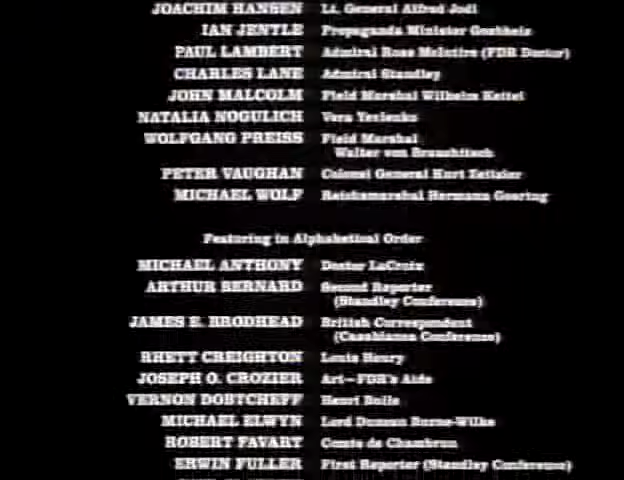 JOACHIM HANSEN Lt. General Alfred Jodl
IAN JENTLE Propaganda Minister Goebbels
PAUL LAMBERT Admiral Ross McIntire (FDR Doctor)
CHARLES LANE Admiral Standley
JOHN MALCOLM Field Marshal Wilhelm Keitel
NATALIA NOGULICH Vera Yevlenko
WOLFGANG PREISS Field Marshal
Walter von Brauchitsch
PETER VAUGHAN Colonel General Kurt Zeitzler
MICHAEL WOLF Reichsmarshal Hermann Goering
Featuring in Alphabetical Order
MICHAEL ANTHONY Doctor LaCroix
ARTHUR BERNARD Second Reporter
(Standley Conference)
JAMES E. BRODHEAD British Correspondent
(Casablanca Conference)
RHETT CREIGHTON Louis Henry
JOSEPH O. CROZIER Art—FDR's Aide
VERNON DOBTCHEFF Henri Bulle
MICHAEL ELWYN Lord Duncan Burne-Wilke
ROBERT FAVART Comte de Chambrun
ERWIN FULLER First Reporter (Standley Conference)